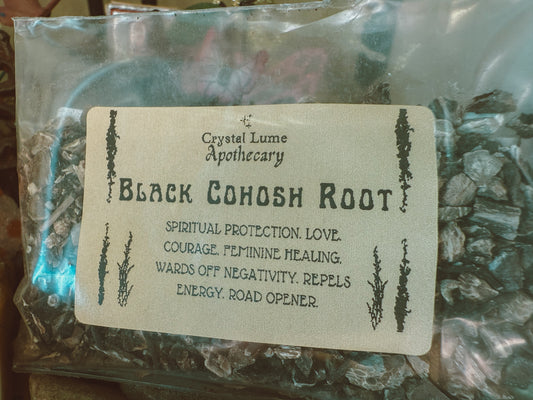 Crystal Lume
Apothecary
BLACK COHOSH ROOT
SPIRITUAL PROTECTION. LOVE.
COURAGE. FEMININE HEALING.
WARDS OFF NEGATIVITY. REPELS
ENERGY. ROAD OPENER.